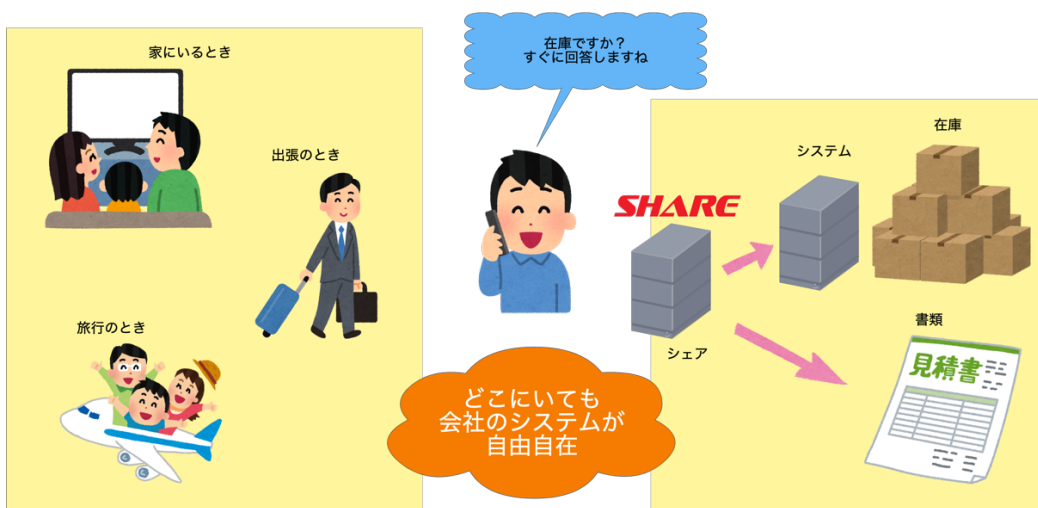 家にいるとき
出張のとき
旅行のとき
在庫ですか？
すぐに回答しますね
どこにいても
会社のシステムが
自由自在
SHARE
シェア
システム
在庫
書類
見積書